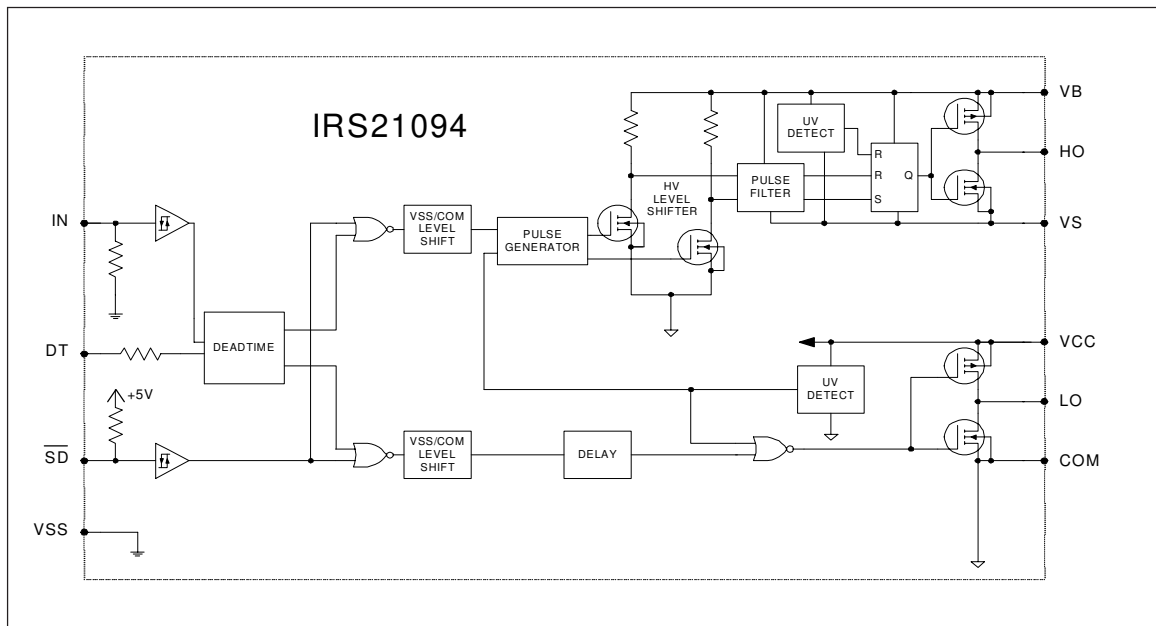 IRS21094
VB
UV
DETECT
R
R
Q
S
HO
PULSE
FILTER
HV
LEVEL
SHIFTER
IN
VSS/COM
LEVEL
SHIFT
PULSE
GENERATOR
VS
DEADTIME
DT
VCC
+5V
UV
DETECT
LO
SD
VSS/COM
LEVEL
SHIFT
DELAY
COM
VSS